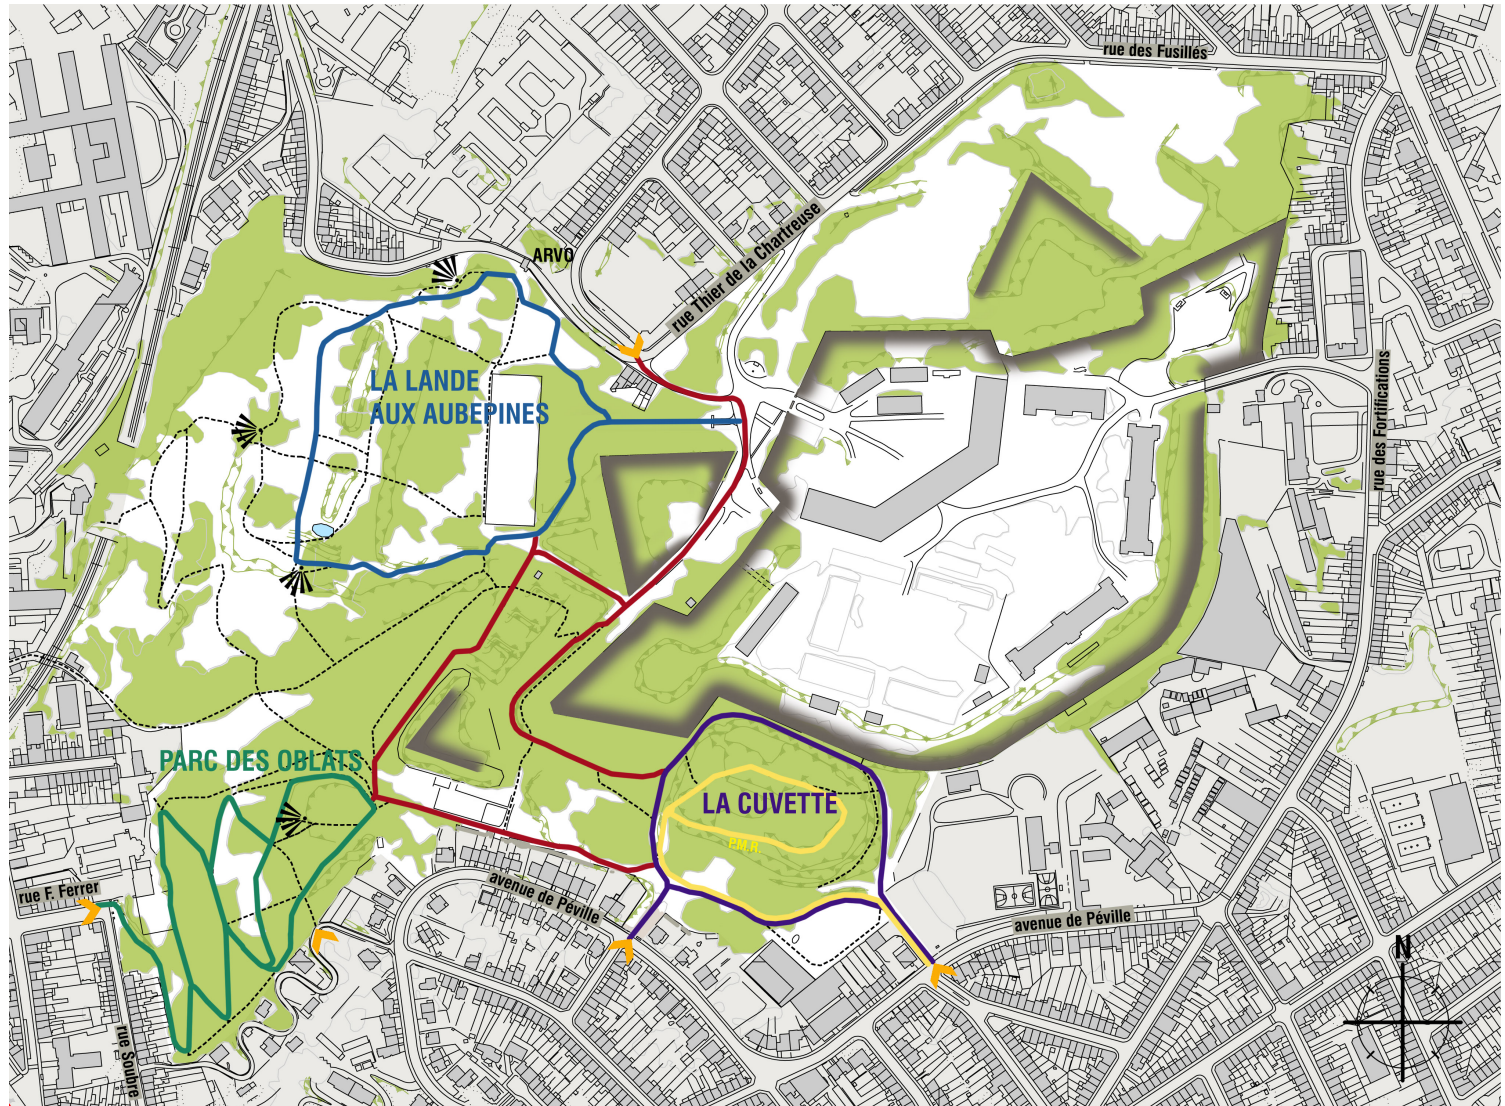 rue des Fusillés
rue Thier de la Chartreuse
ARVO
LA LANDE
AUX AUBEPINES
rue des Fortifications
PARC DES OBLATS
LA CUVETTE
P.M.R.
rue F. Ferrer
avenue de Péville
avenue de Péville
rue Soubre
N